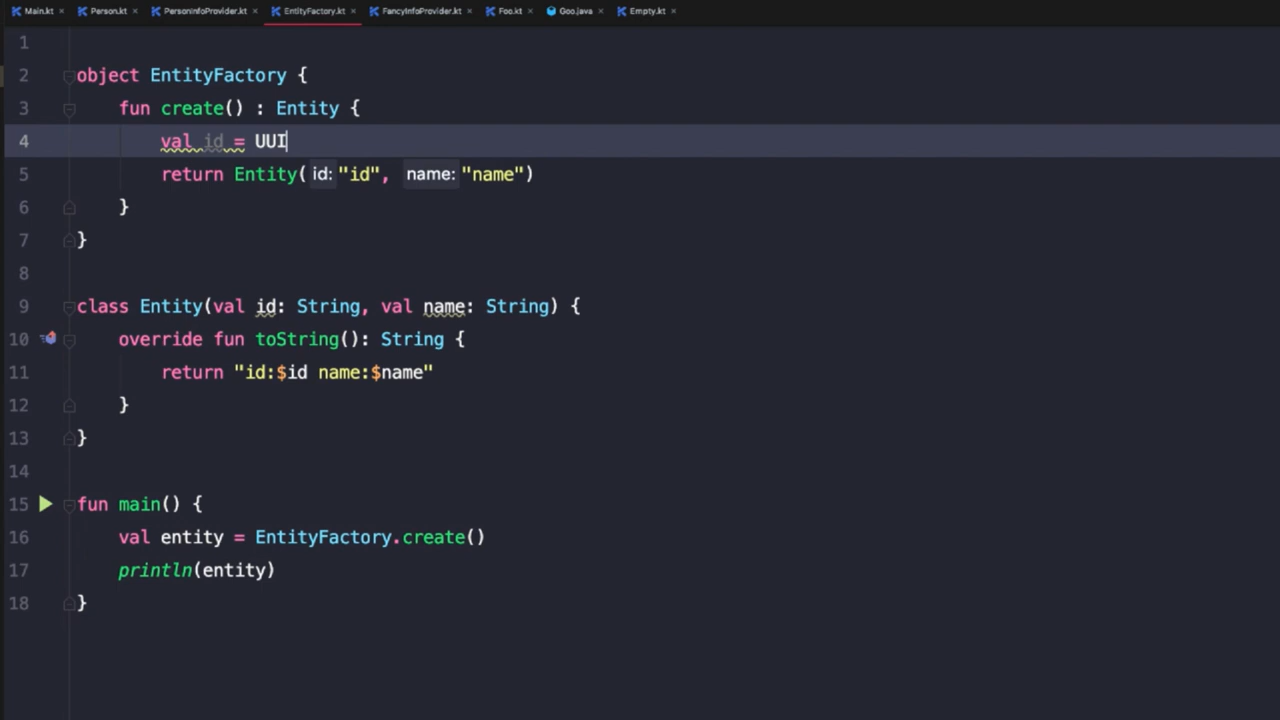 Main.kt Person.kt PersonInfoProvider.kt EntityFactory.kt FancyInfoProvider.kt Foo.kt Goo.java Empty.kt
1
2 object EntityFactory {
3 fun create() : Entity {
4 val id = UUI
5 return Entity( id: "id", name: "name")
6 }
7 }
8
9 class Entity(val id: String, val name: String) {
10 override fun toString(): String {
11 return "id:$id name:$name"
12 }
13 }
14
15 fun main() {
16 val entity = EntityFactory.create()
17 println(entity)
18 }